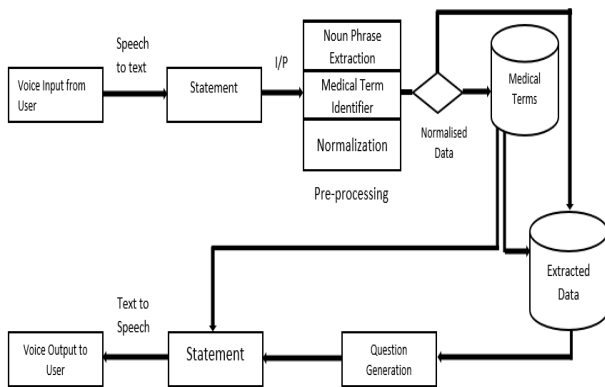 Speech
to text
Voice Input from
User
Statement
I/P
Noun Phrase
Extraction
Medical Term
Identifier
Normalization
Pre-processing
Normalised
Data
Medical
Terms
Extracted
Data
Question
Generation
Statement
Text to
Speech
Voice Output to
User